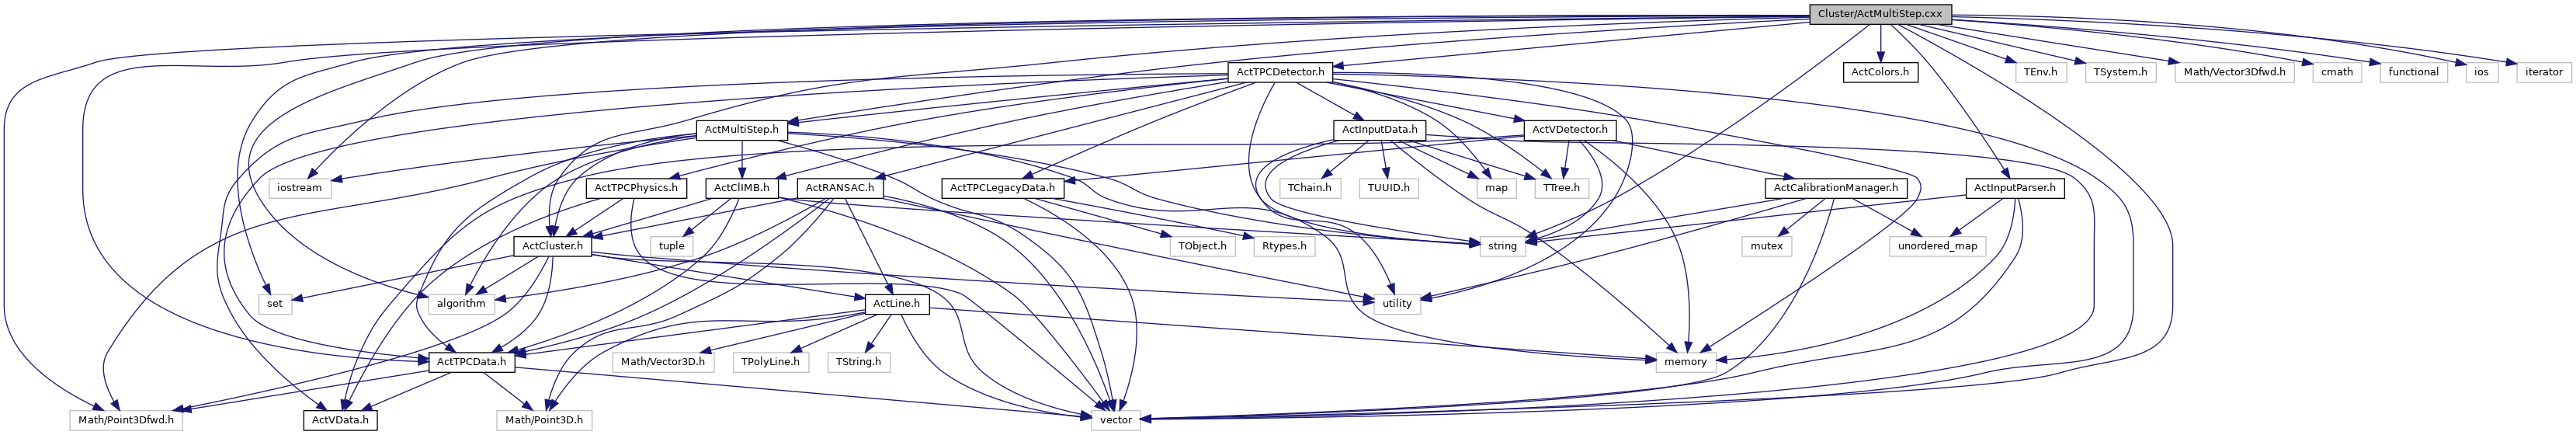 Cluster/ActMultiStep.cxx
ActTPCDetector.h
ActColors.h
TEnv.h
TSystem.h
Math/Vector3Dfwd.h
cmath
functional
ios
iterator
ActMultiStep.h
ActInputData.h
ActVDetector.h
iostream
ActTPCPhysics.h
ActClIMB.h
ActRANSAC.h
ActTPCLegacyData.h
TChain.h
TUUID.h
map
TTree.h
ActCalibrationManager.h
ActInputParser.h
ActCluster.h
tuple
TObject.h
Rtypes.h
string
mutex
unordered_map
set
algorithm
ActLine.h
utility
ActTPCData.h
Math/Vector3D.h
TPolyLine.h
TString.h
memory
Math/Point3Dfwd.h
ActVData.h
Math/Point3D.h
vector